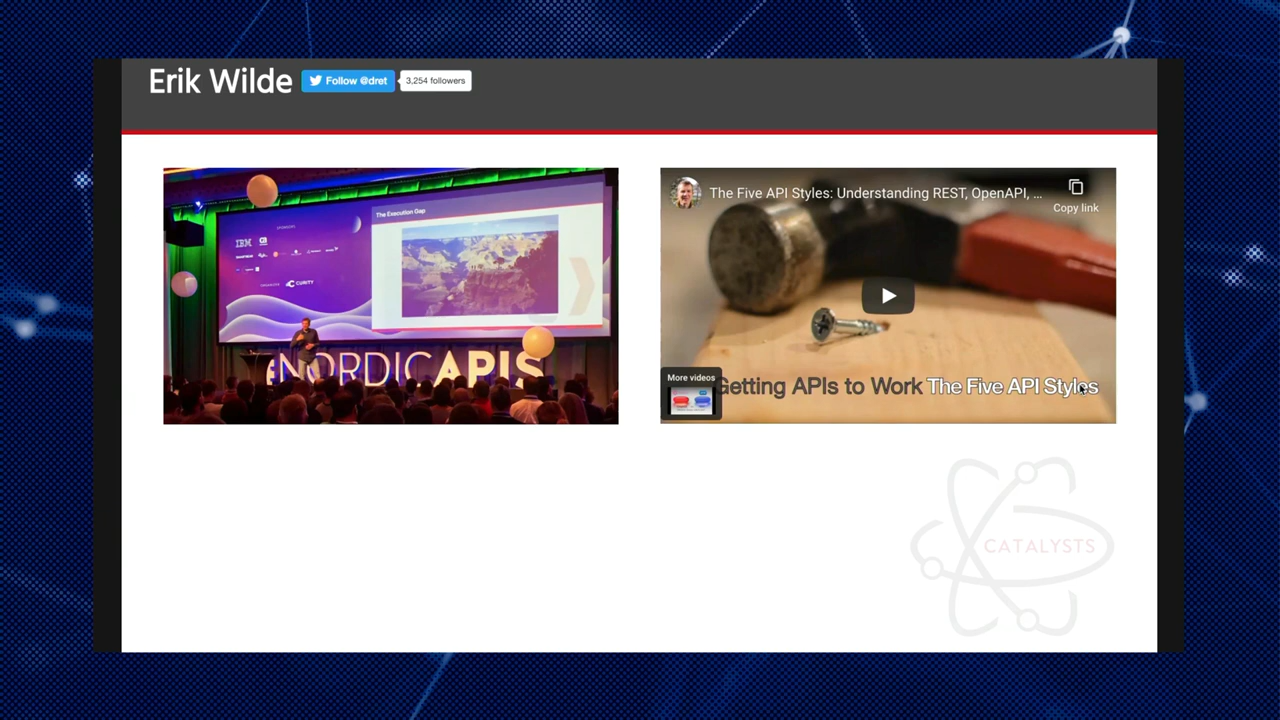 Erik Wilde
Follow @dret
3,254 followers
The Execution Gap
IBM
CURITY
NORDICAPIS
The Five API Styles: Understanding REST, OpenAPI, ...
Copy link
More videos
Getting APIs to Work The Five API Styles
CATALYSTS